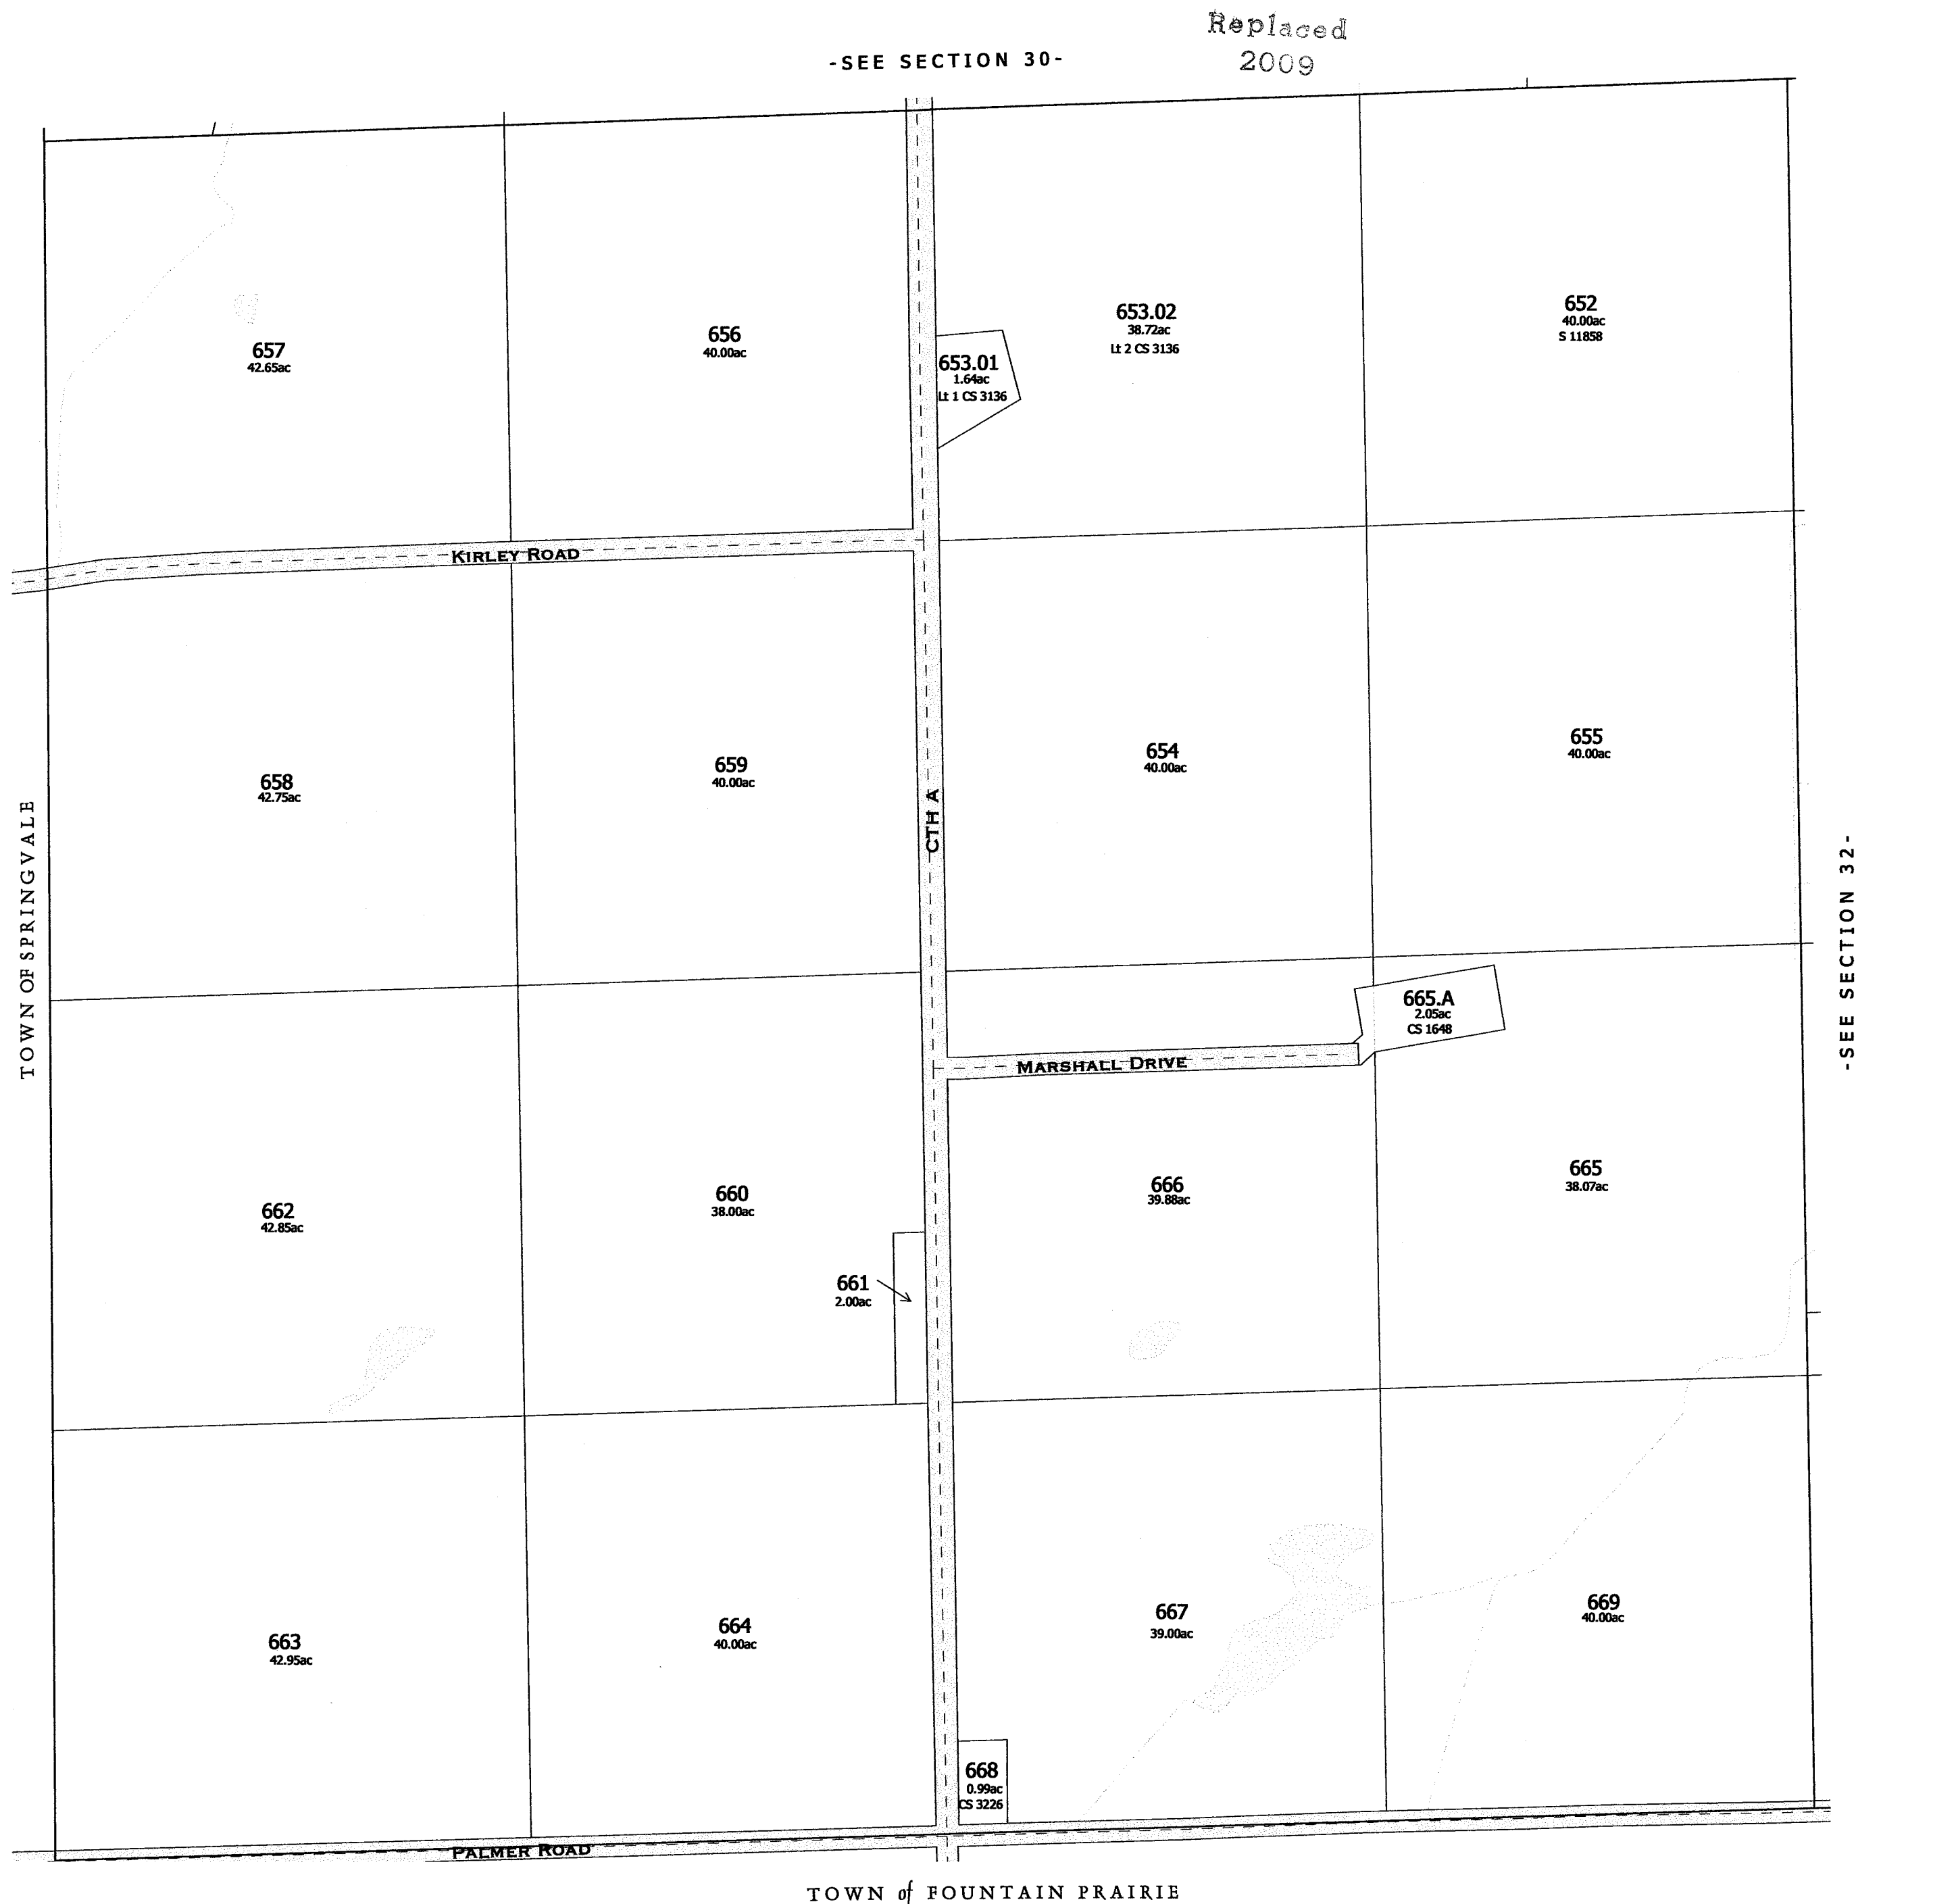 Replaced
2009
-SEE SECTION 30-
657
42.65ac
656
40.00ac
653.01
1.64ac
Lt 1 CS 3136
653.02
38.72ac
Lt 2 CS 3136
652
40.00ac
S 11858
KIRLEY ROAD
658
42.75ac
659
40.00ac
CTH A
654
40.00ac
655
40.00ac
TOWN OF SPRINGVALE
-SEE SECTION 32-
665.A
2.05ac
CS 1648
MARSHALL DRIVE
662
42.85ac
660
38.00ac
661
2.00ac
666
39.88ac
665
38.07ac
663
42.95ac
664
40.00ac
667
39.00ac
669
40.00ac
668
0.99ac
CS 3226
PALMER ROAD
TOWN of FOUNTAIN PRAIRIE